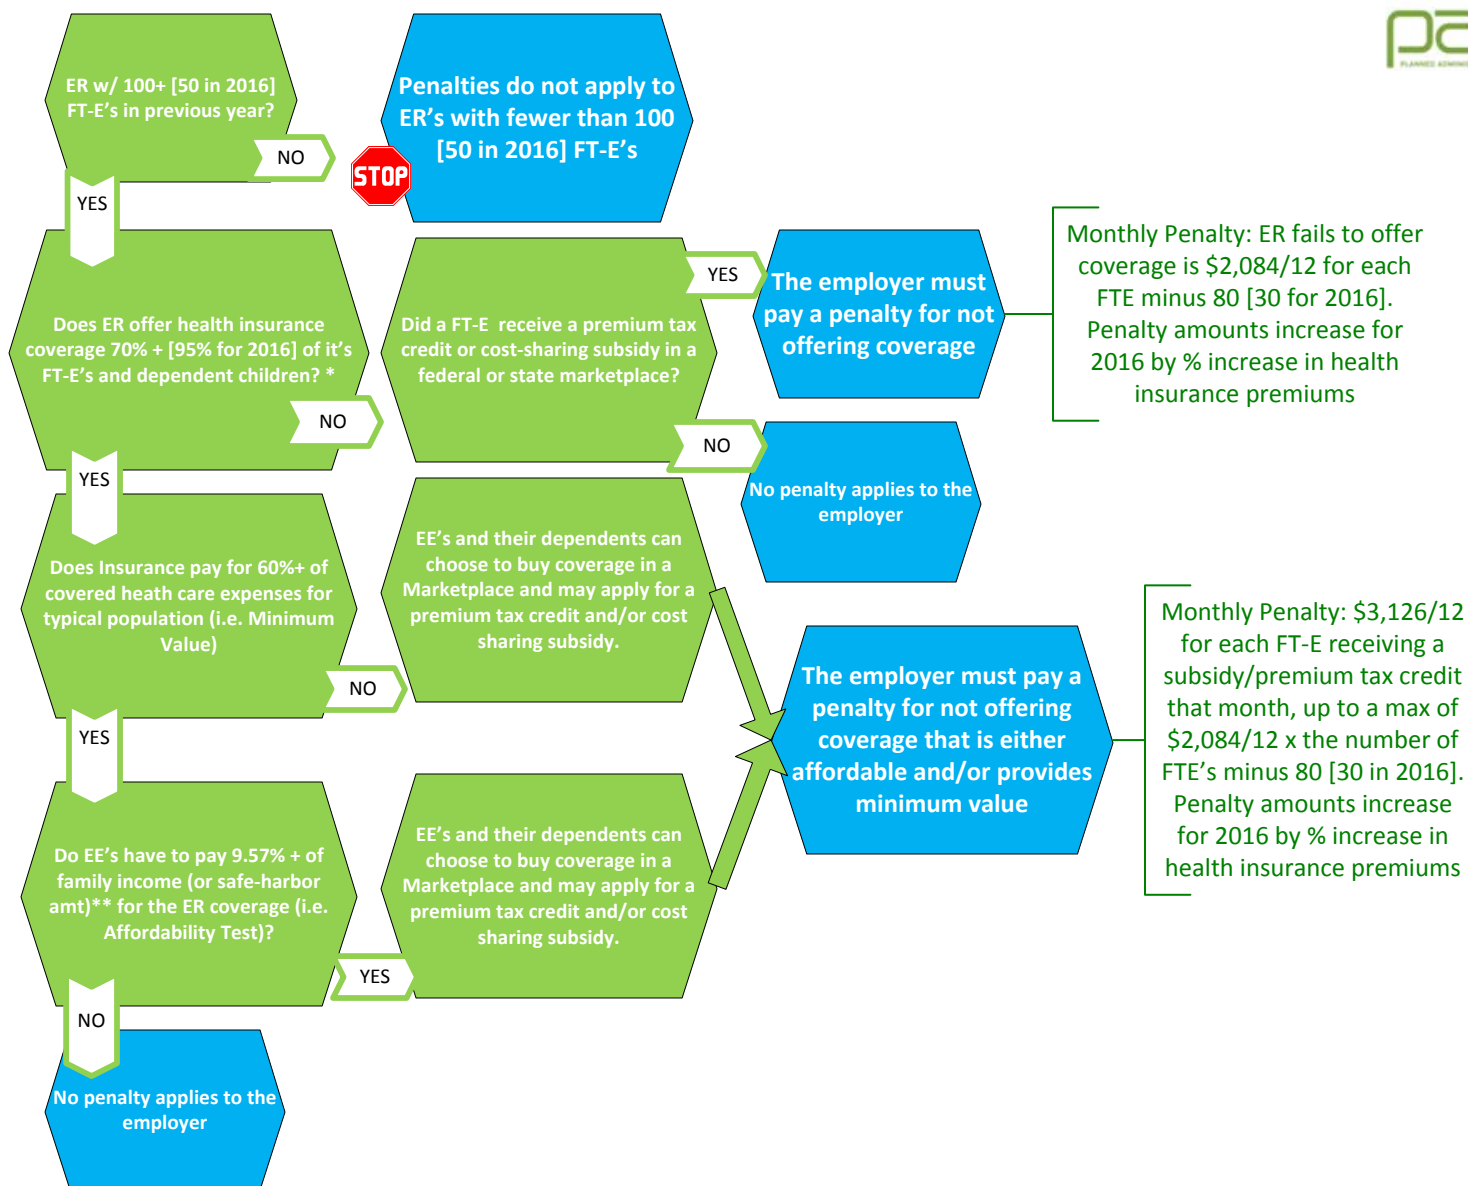 ER w/ 100+ [50 in 2016]
FT-E's in previous year?
NO
YES
STOP
Penalties do not apply to
ER's with fewer than 100
[50 in 2016] FT-E's
Does ER offer health insurance
coverage 70% + [95% for 2016] of it's
FT-E's and dependent children? *
NO
YES
Did a FT-E  receive a premium tax
credit or cost-sharing subsidy in a
federal or state marketplace?
YES
NO
The employer must
pay a penalty for not
offering coverage
Monthly Penalty: ER fails to offer
coverage is $2,084/12 for each
FTE minus 80 [30 for 2016].
Penalty amounts increase for
2016 by % increase in health
insurance premiums
No penalty applies to the
employer
Does Insurance pay for 60%+ of
covered heath care expenses for
typical population (i.e. Minimum
Value)
NO
YES
EE's and their dependents can
choose to buy coverage in a
Marketplace and may apply for a
premium tax credit and/or cost
sharing subsidy.
The employer must pay a
penalty for not offering
coverage that is either
affordable and/or provides
minimum value
Monthly Penalty: $3,126/12
for each FT-E receiving a
subsidy/premium tax credit
that month, up to a max of
$2,084/12 x the number of
FTE's minus 80 [30 in 2016].
Penalty amounts increase
for 2016 by % increase in
health insurance premiums
Do EE's have to pay 9.57% + of
family income (or safe-harbor
amt)** for the ER coverage (i.e.
Affordability Test)?
YES
NO
EE's and their dependents can
choose to buy coverage in a
Marketplace and may apply for a
premium tax credit and/or cost
sharing subsidy.
No penalty applies to the
employer